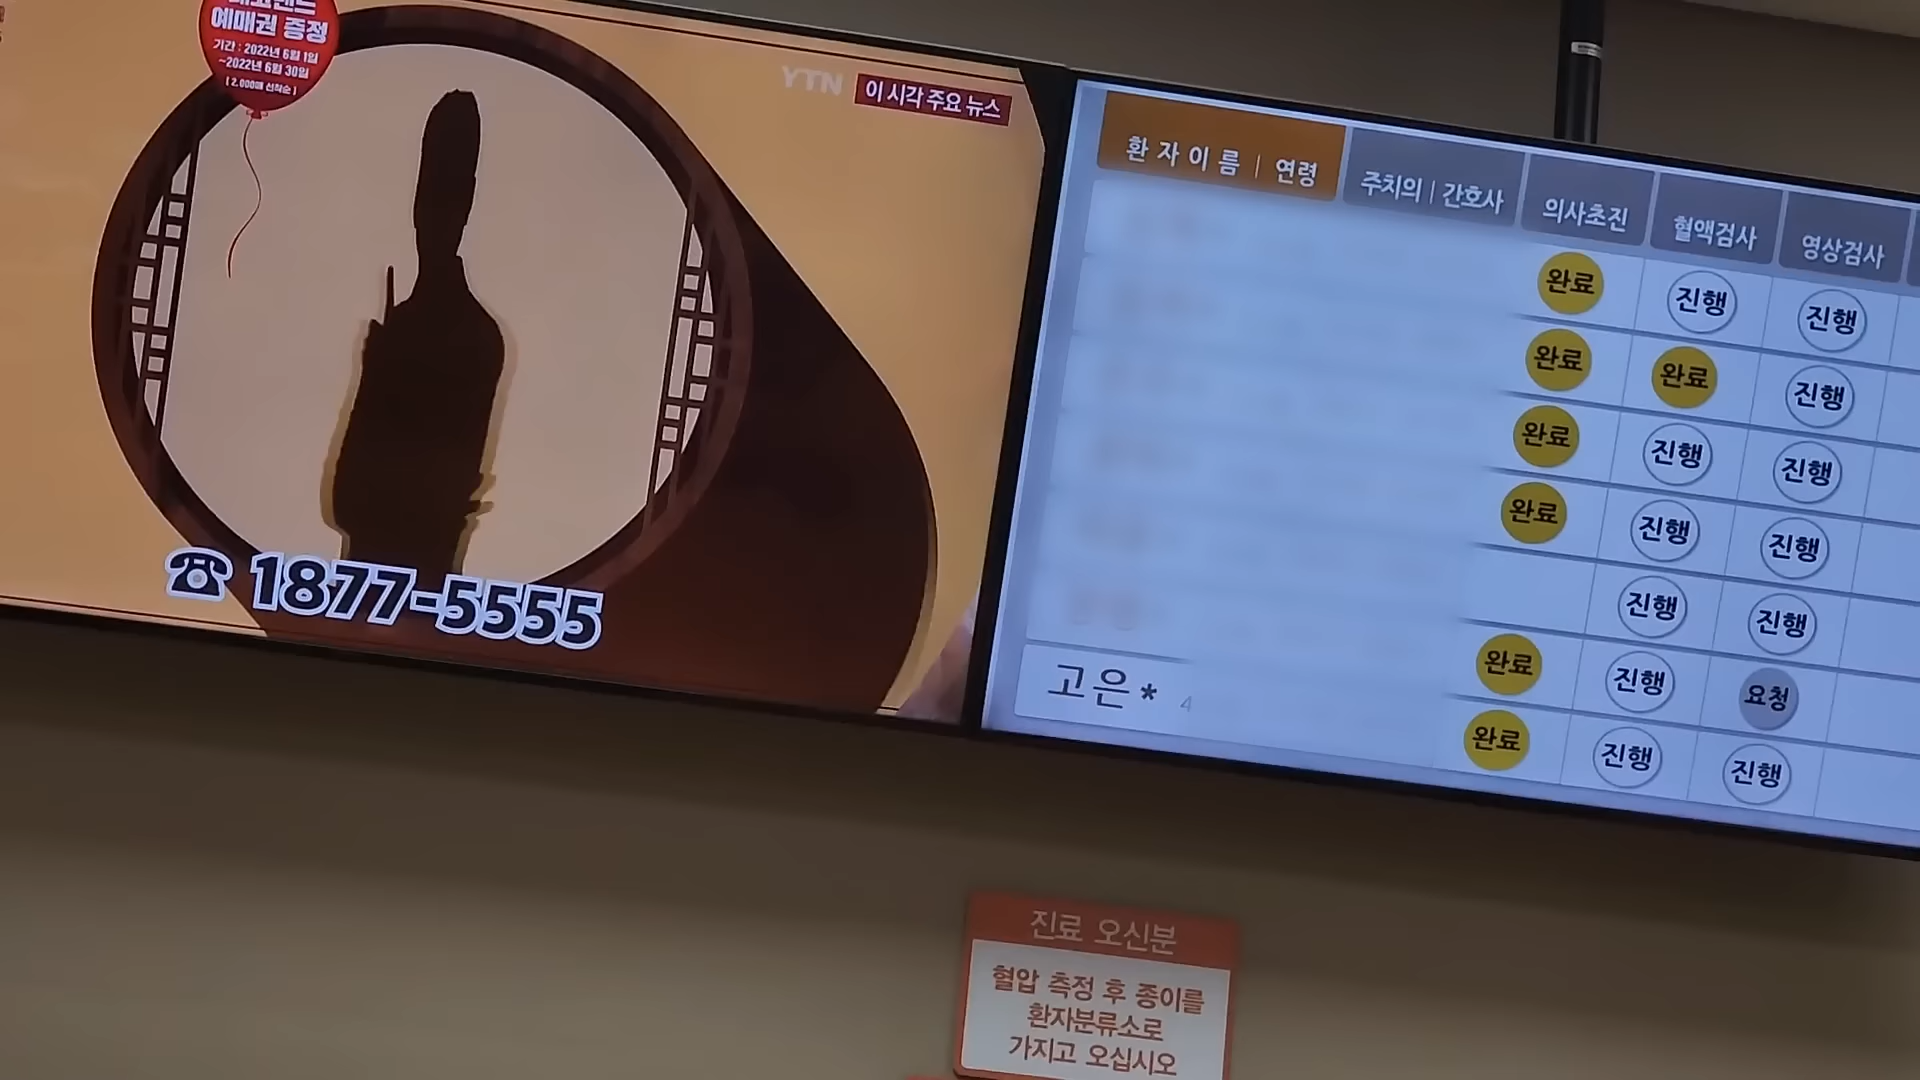 예매권 증정
기간 : 2022년 6월 1일
~2022년 6월 30일
YTN 이 시각 주요 뉴스
☎ 1877-5555
환자이름 | 연령 주치의 | 간호사 의사초진 혈액검사 영상검사
완료 진행 진행
완료 완료 진행
완료 진행 진행
완료 진행 진행
진행 진행
완료 진행 요청
고은* 4 완료 진행 진행
진료 오신분
혈압 측정 후 종이를
환자분류소로
가지고 오십시오